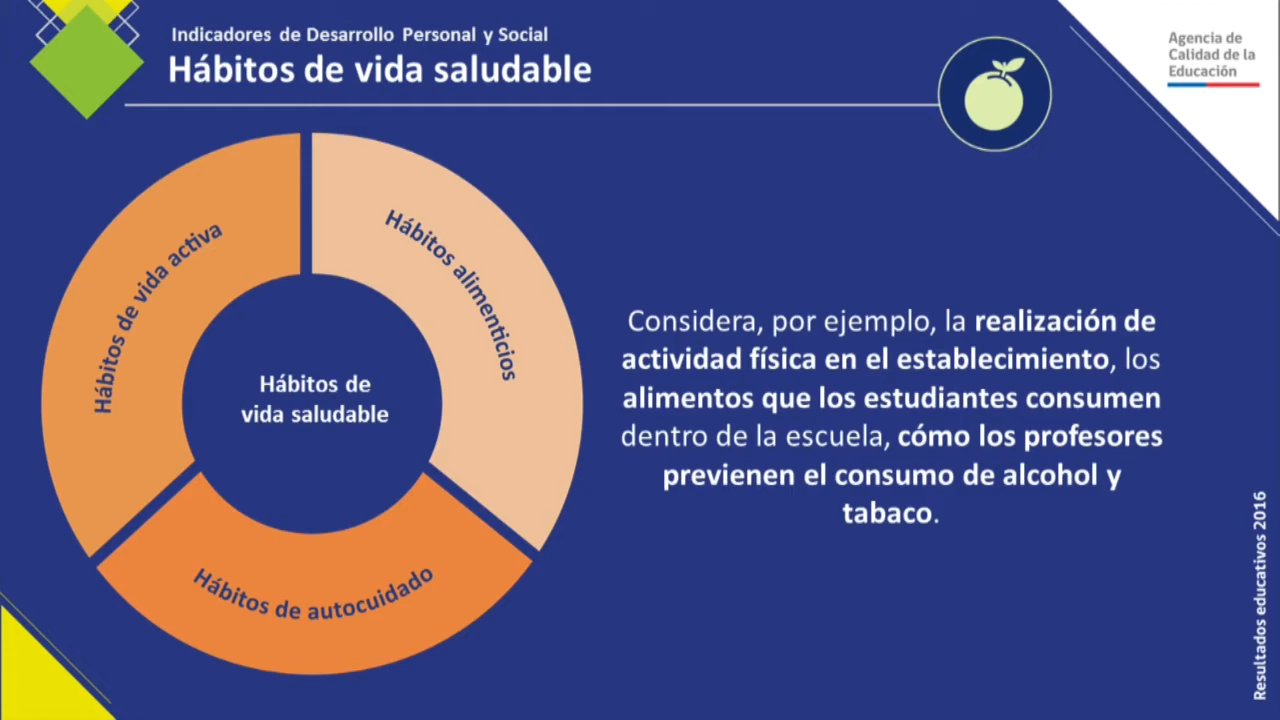 Indicadores de Desarrollo Personal y Social
Hábitos de vida saludable
Agencia de
Calidad de la
Educación
Hábitos de vida activa
Hábitos alimenticios
Hábitos de
vida saludable
Hábitos de autocuidado
Considera, por ejemplo, la realización de
actividad física en el establecimiento, los
alimentos que los estudiantes consumen
dentro de la escuela, cómo los profesores
previenen el consumo de alcohol y
tabaco.
Resultados educativos 2016